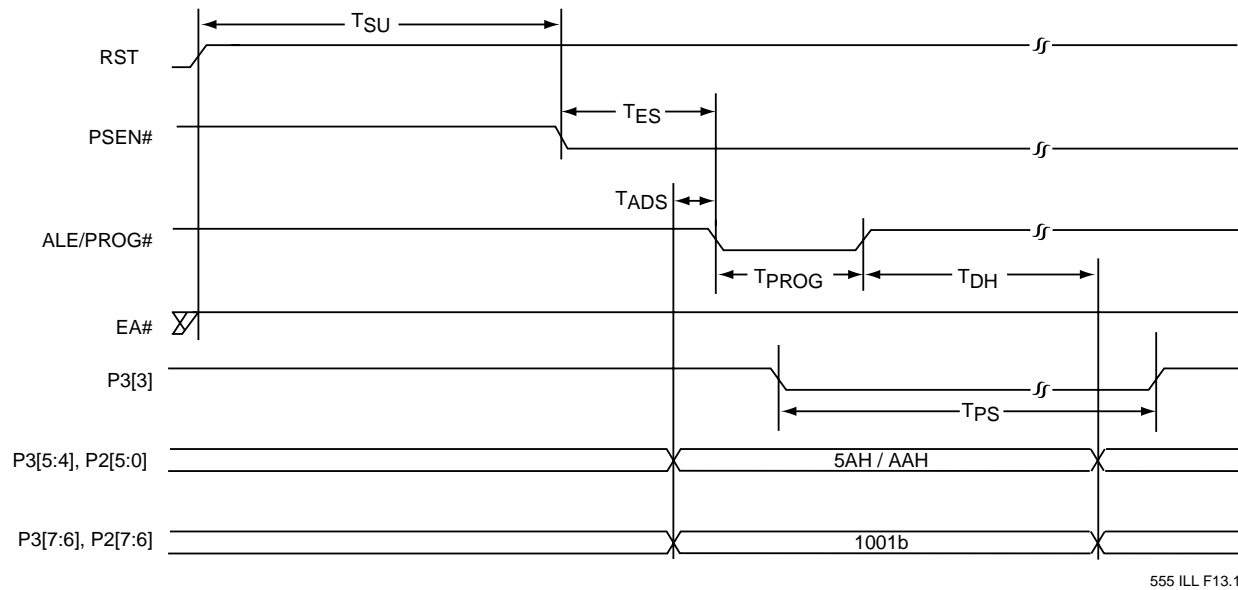 TSU
RST
TES
PSEN#
TADS
ALE/PROG#
TPROG
TDH
EA#
P3[3]
TPS
P3[5:4], P2[5:0]
5AH / AAH
P3[7:6], P2[7:6]
1001b
555 ILL F13.1